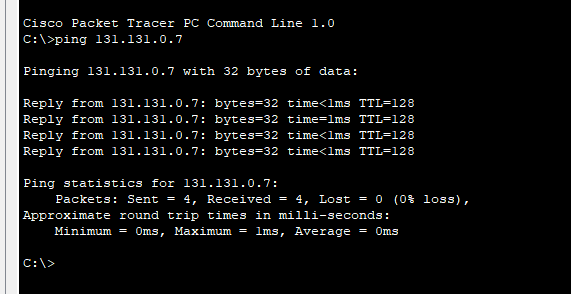 Cisco Packet Tracer PC Command Line 1.0
C:\>ping 131.131.0.7
Pinging 131.131.0.7 with 32 bytes of data:
Reply from 131.131.0.7: bytes=32 time<1ms TTL=128
Reply from 131.131.0.7: bytes=32 time=1ms TTL=128
Reply from 131.131.0.7: bytes=32 time<1ms TTL=128
Reply from 131.131.0.7: bytes=32 time<1ms TTL=128
Ping statistics for 131.131.0.7:
Packets: Sent = 4, Received = 4, Lost = 0 (0% loss),
Approximate round trip times in milli-seconds:
Minimum = 0ms, Maximum = 1ms, Average = 0ms
C:\>